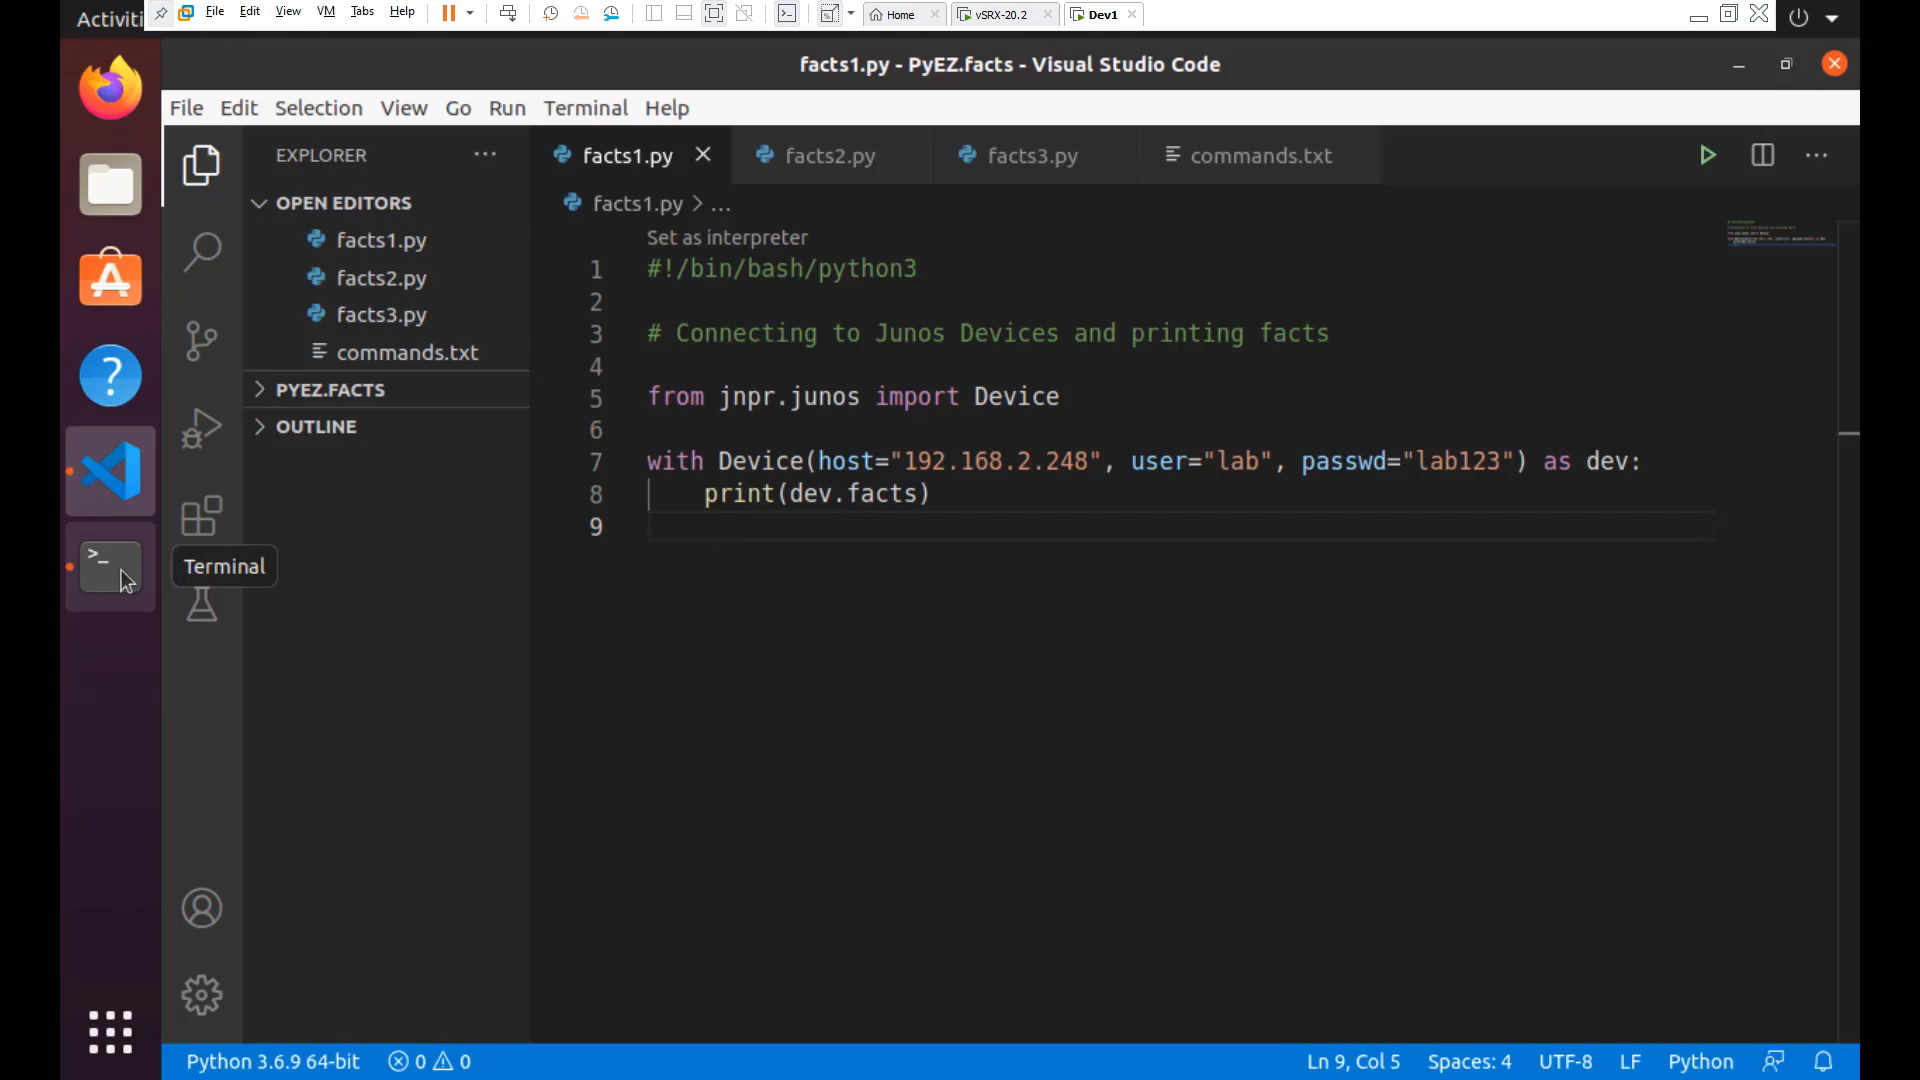 Activiti
File Edit View VM Tabs Help
Home
vSRX-20.2
Dev1
facts1.py - PyEZ.facts - Visual Studio Code
File Edit Selection View Go Run Terminal Help
EXPLORER
facts1.py
facts2.py
facts3.py
commands.txt
OPEN EDITORS
facts1.py
facts2.py
facts3.py
commands.txt
PYEZ.FACTS
OUTLINE
Terminal
facts1.py > ...
Set as interpreter
1 #!/bin/bash/python3
2
3 # Connecting to Junos Devices and printing facts
4
5 from jnpr.junos import Device
6
7 with Device(host="192.168.2.248", user="lab", passwd="lab123") as dev:
8 print(dev.facts)
9
Python 3.6.9 64-bit 0 0
Ln 9, Col 5 Spaces: 4 UTF-8 LF Python